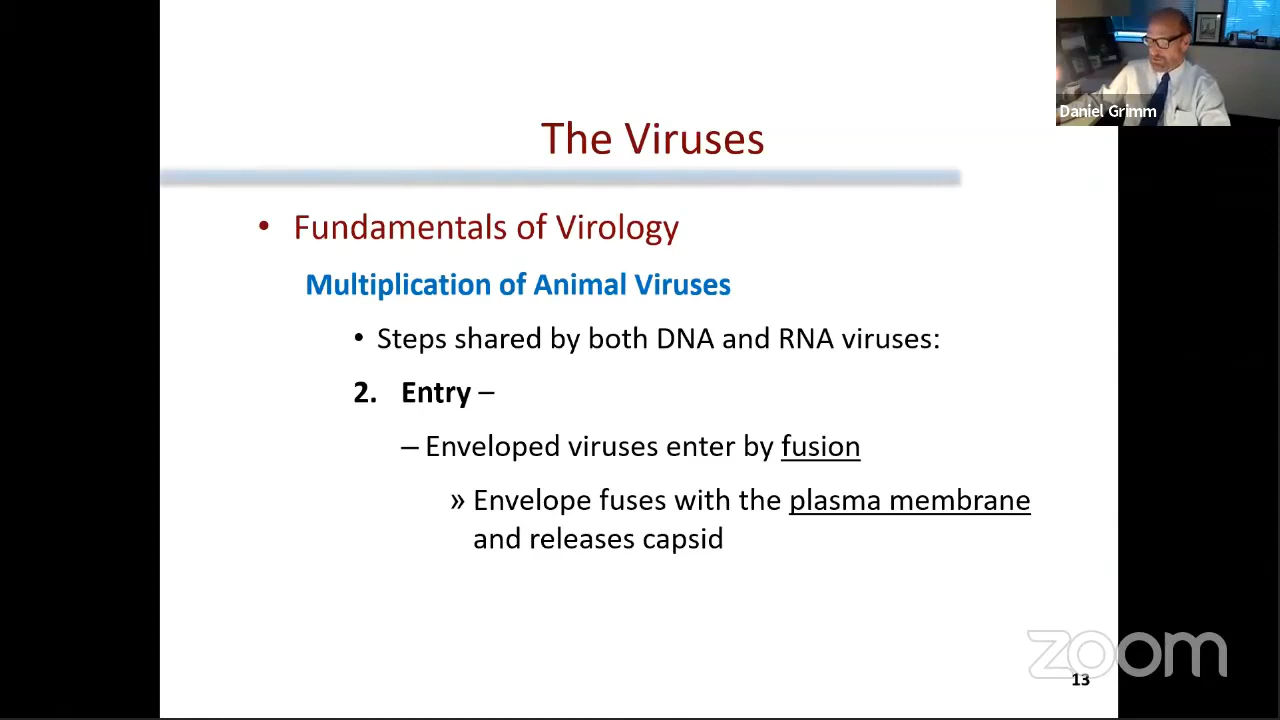 Daniel Grimm
The Viruses
• Fundamentals of Virology
Multiplication of Animal Viruses
• Steps shared by both DNA and RNA viruses:
2. Entry –
– Enveloped viruses enter by fusion
» Envelope fuses with the plasma membrane
and releases capsid
zoom
13